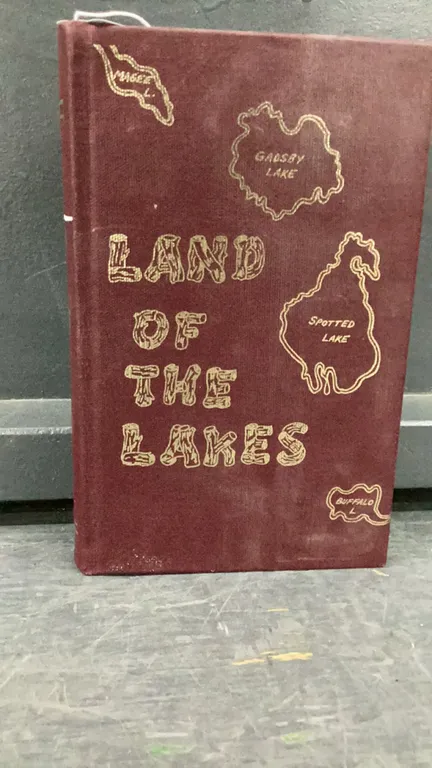 MAGEE
L.
GADSBY
LAKE
LAND
OF
THE
LAKES
SPOTTED
LAKE
BUFFALO
L.